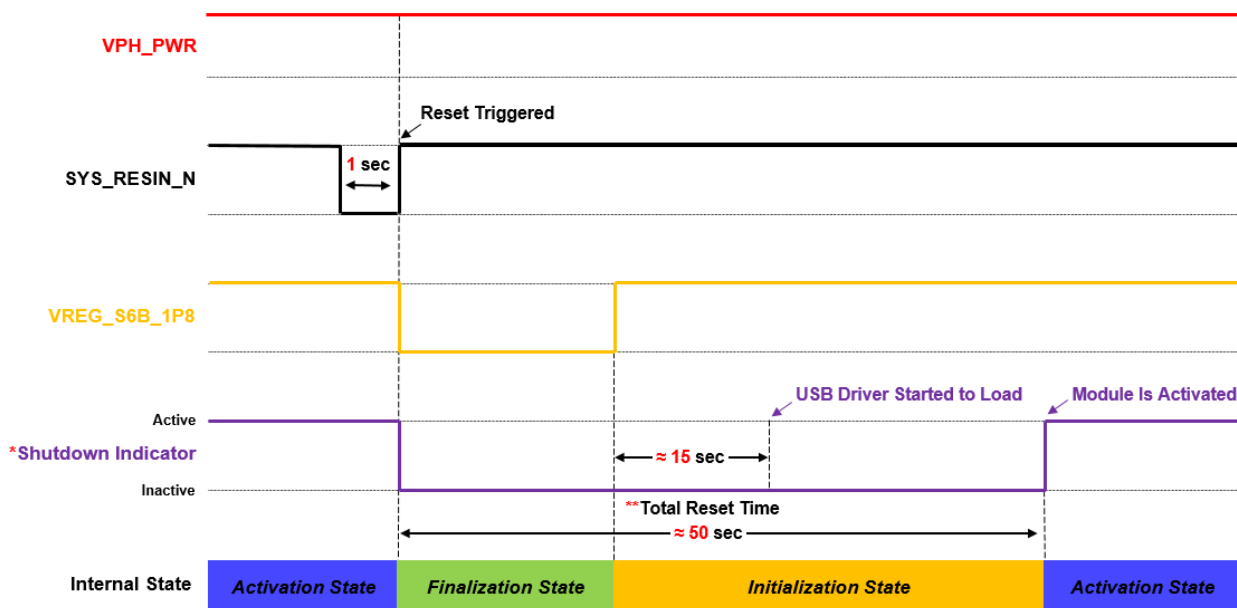 VPH_PWR
Reset Triggered
1 sec
SYS_RESIN_N
VREG_S6B_1P8
USB Driver Started to Load
Module Is Activated
Active
*Shutdown Indicator
≈ 15 sec
Inactive
**Total Reset Time
≈ 50 sec
Internal State
Activation State
Finalization State
Initialization State
Activation State